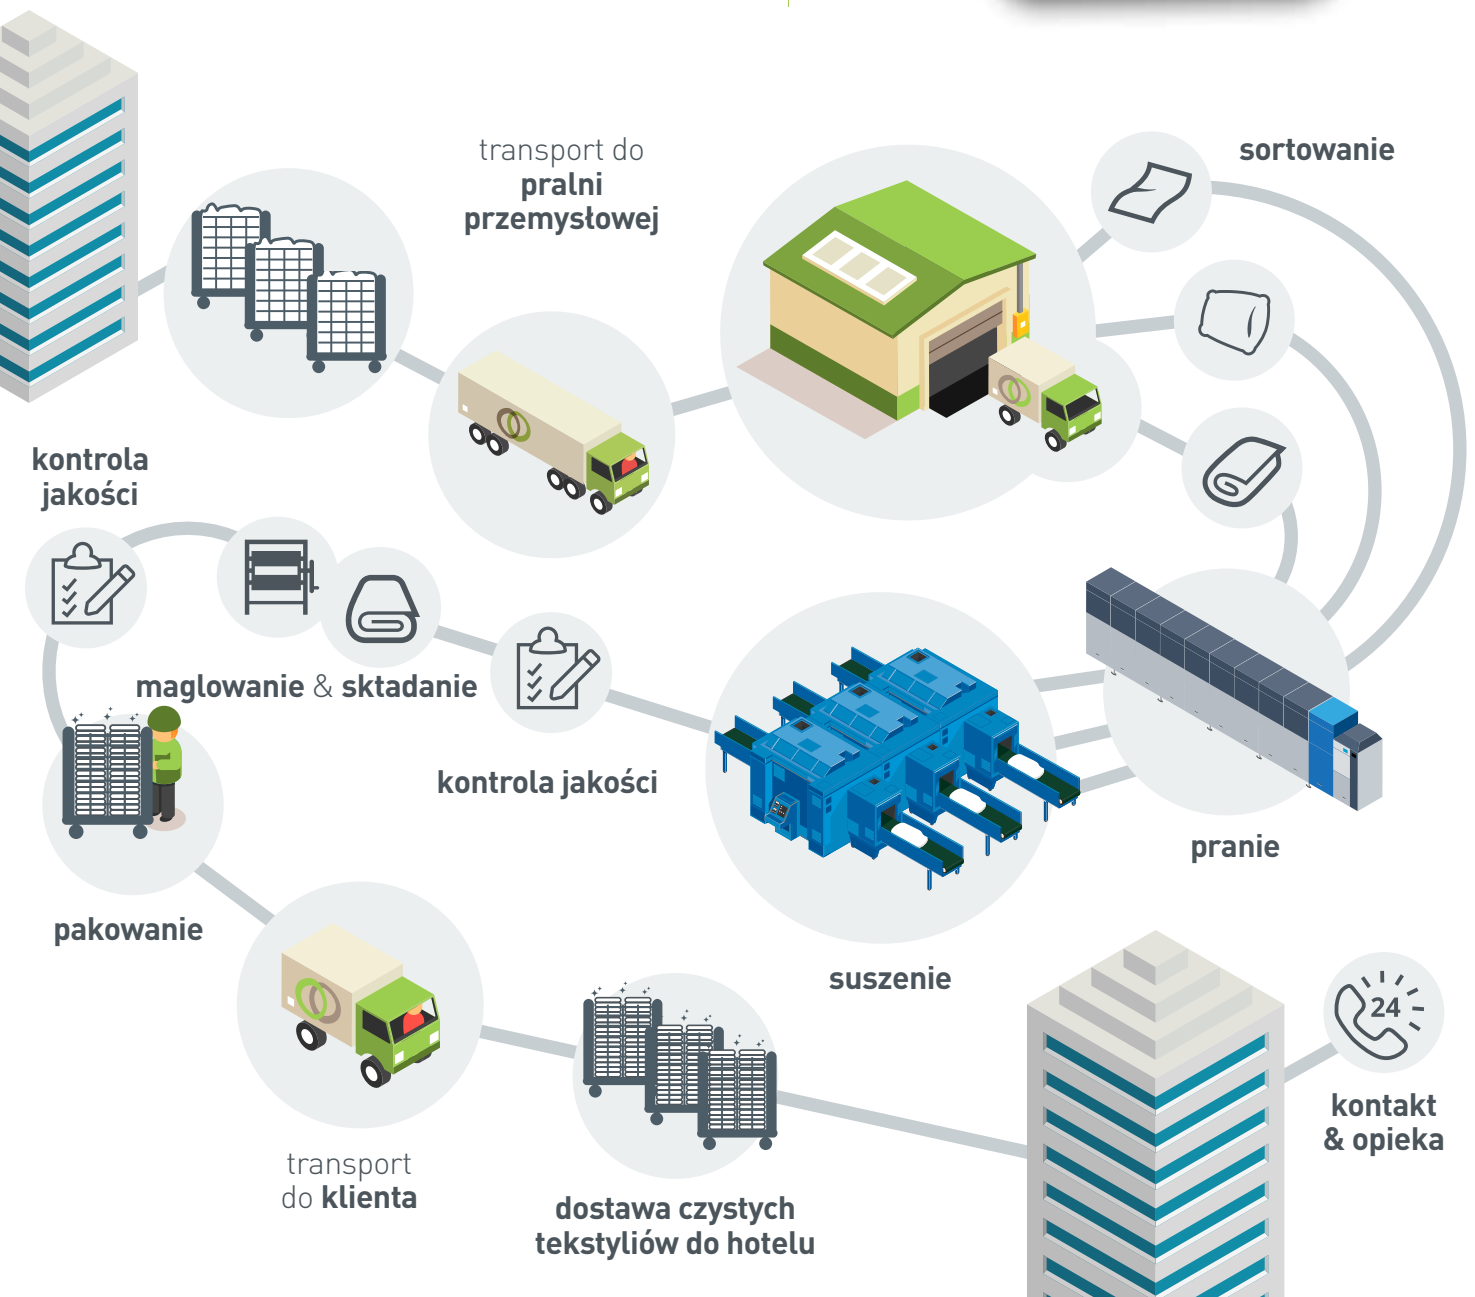 transport do
pralni
przemysłowej
sortowanie
kontrola
jakości
maglowanie & sktadanie
kontrola jakości
pranie
suszenie
pakowanie
transport
do klienta
dostawa czystych
tekstyliów do hotelu
24
kontakt
& opieka